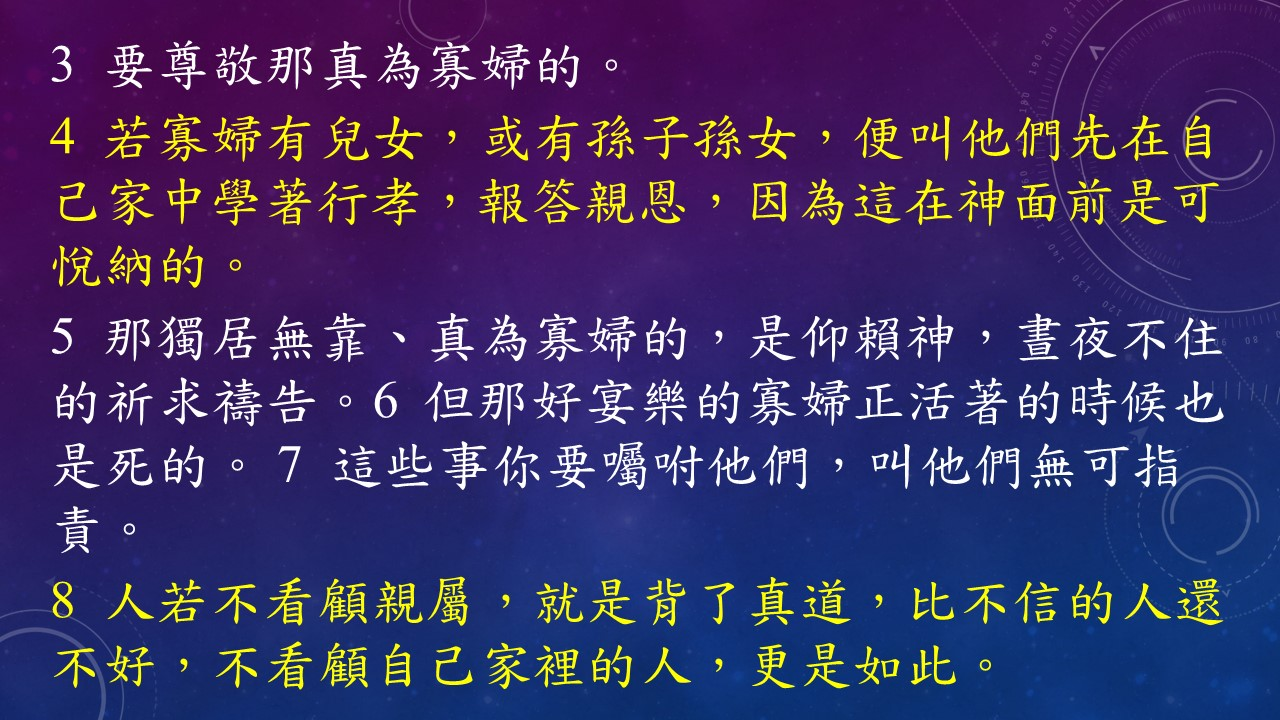 3 要尊敬那真為寡婦的。
4 若寡婦有兒女，或有孫子孫女，便叫他們先在自
己家中學著行孝，報答親恩，因為這在神面前是可
悅納的。
5 那獨居無靠、真為寡婦的，是仰賴神，晝夜不住
的祈求禱告。6 但那好宴樂的寡婦正活著的時候也
是死的。 7 這些事你要囑咐他們，叫他們無可指
責。
8 人若不看顧親屬，就是背了真道，比不信的人還
不好，不看顧自己家裡的人，更是如此。